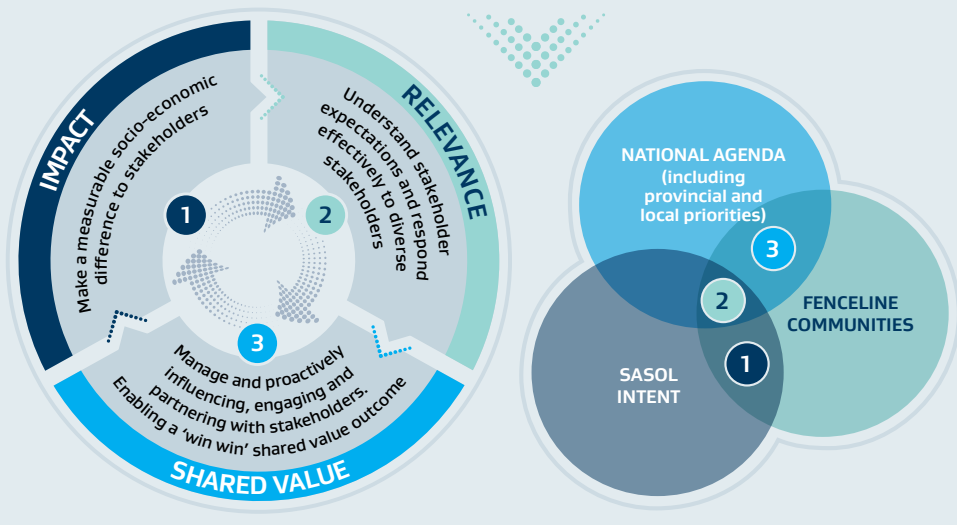 IMPACT
Make a measurable socio-economic
difference to stakeholders
1
RELEVANCE
Understand stakeholder
expectations and respond
effectively to diverse
stakeholders
2
3
Manage and proactively
influencing, engaging and
partnering with stakeholders.
Enabling a ‘win win’ shared value outcome
SHARED VALUE
NATIONAL AGENDA
(including
provincial and
local priorities)
3
2
FENCELINE
COMMUNITIES
1
SASOL
INTENT